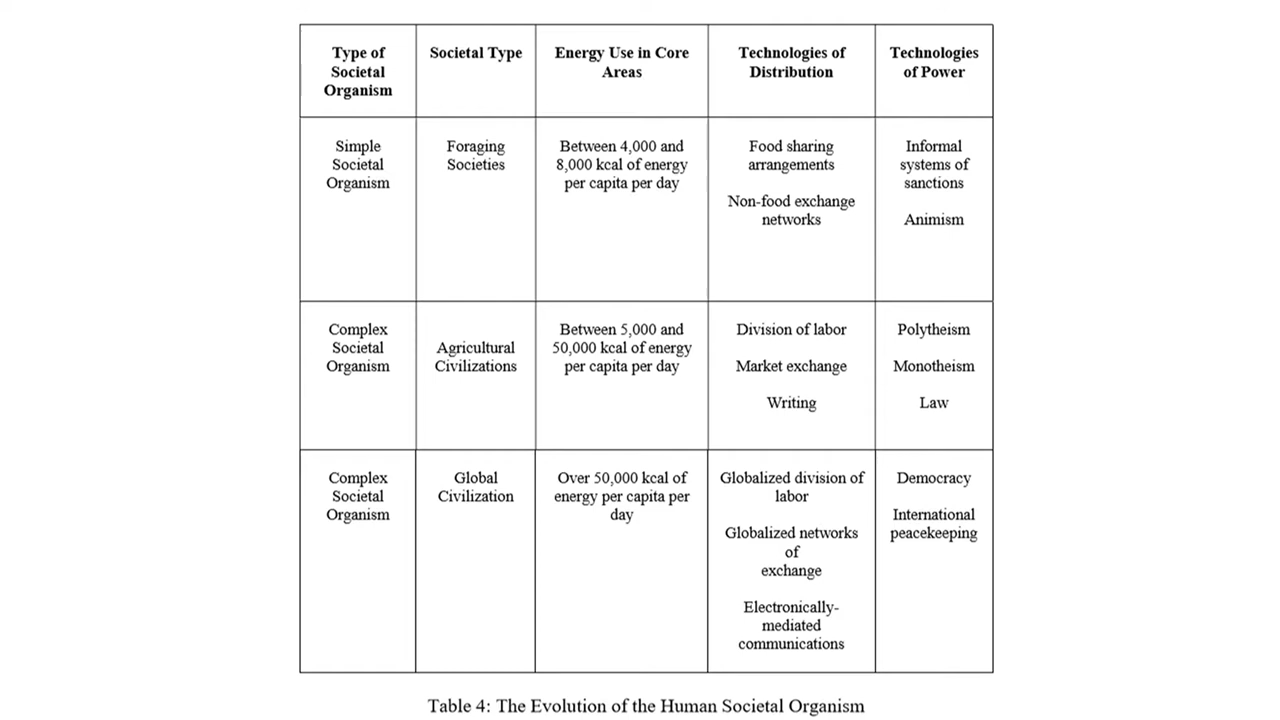 Type of
Societal
Organism
Societal Type
Energy Use in Core
Areas
Technologies of
Distribution
Technologies
of Power
Simple
Societal
Organism
Foraging
Societies
Between 4,000 and
8,000 kcal of energy
per capita per day
Food sharing
arrangements
Non-food exchange
networks
Informal
systems of
sanctions
Animism
Complex
Societal
Organism
Agricultural
Civilizations
Between 5,000 and
50,000 kcal of energy
per capita per day
Division of labor
Market exchange
Writing
Polytheism
Monotheism
Law
Complex
Societal
Organism
Global
Civilization
Over 50,000 kcal of
energy per capita per
day
Globalized division of
labor
Globalized networks
of
exchange
Electronically-
mediated
communications
Democracy
International
peacekeeping
Table 4: The Evolution of the Human Societal Organism